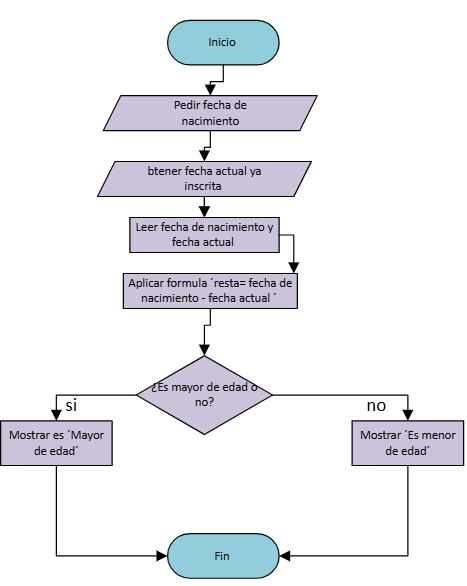 Inicio
Pedir fecha de
nacimiento
btener fecha actual ya
inscrita
Leer fecha de nacimiento y
fecha actual
Aplicar formula ´resta= fecha de
nacimiento - fecha actual ´
¿Es mayor de edad o
no?
si
no
Mostrar es ´Mayor
de edad´
Mostrar ´Es menor
de edad´
Fin